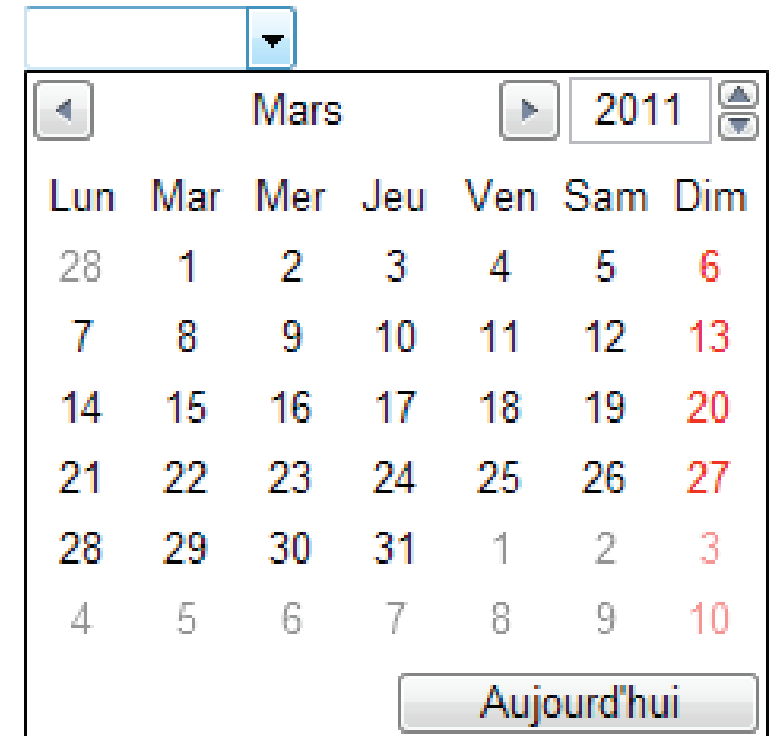 Mars 2011
Lun Mar Mer Jeu Ven Sam Dim
28 1 2 3 4 5 6
7 8 9 10 11 12 13
14 15 16 17 18 19 20
21 22 23 24 25 26 27
28 29 30 31 1 2 3
4 5 6 7 8 9 10
Aujourd'hui